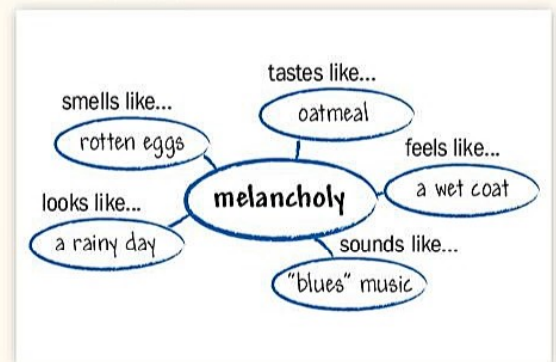 tastes like...
oatmeal
smells like...
rotten eggs
feels like...
a wet coat
melancholy
looks like...
a rainy day
sounds like...
"blues" music